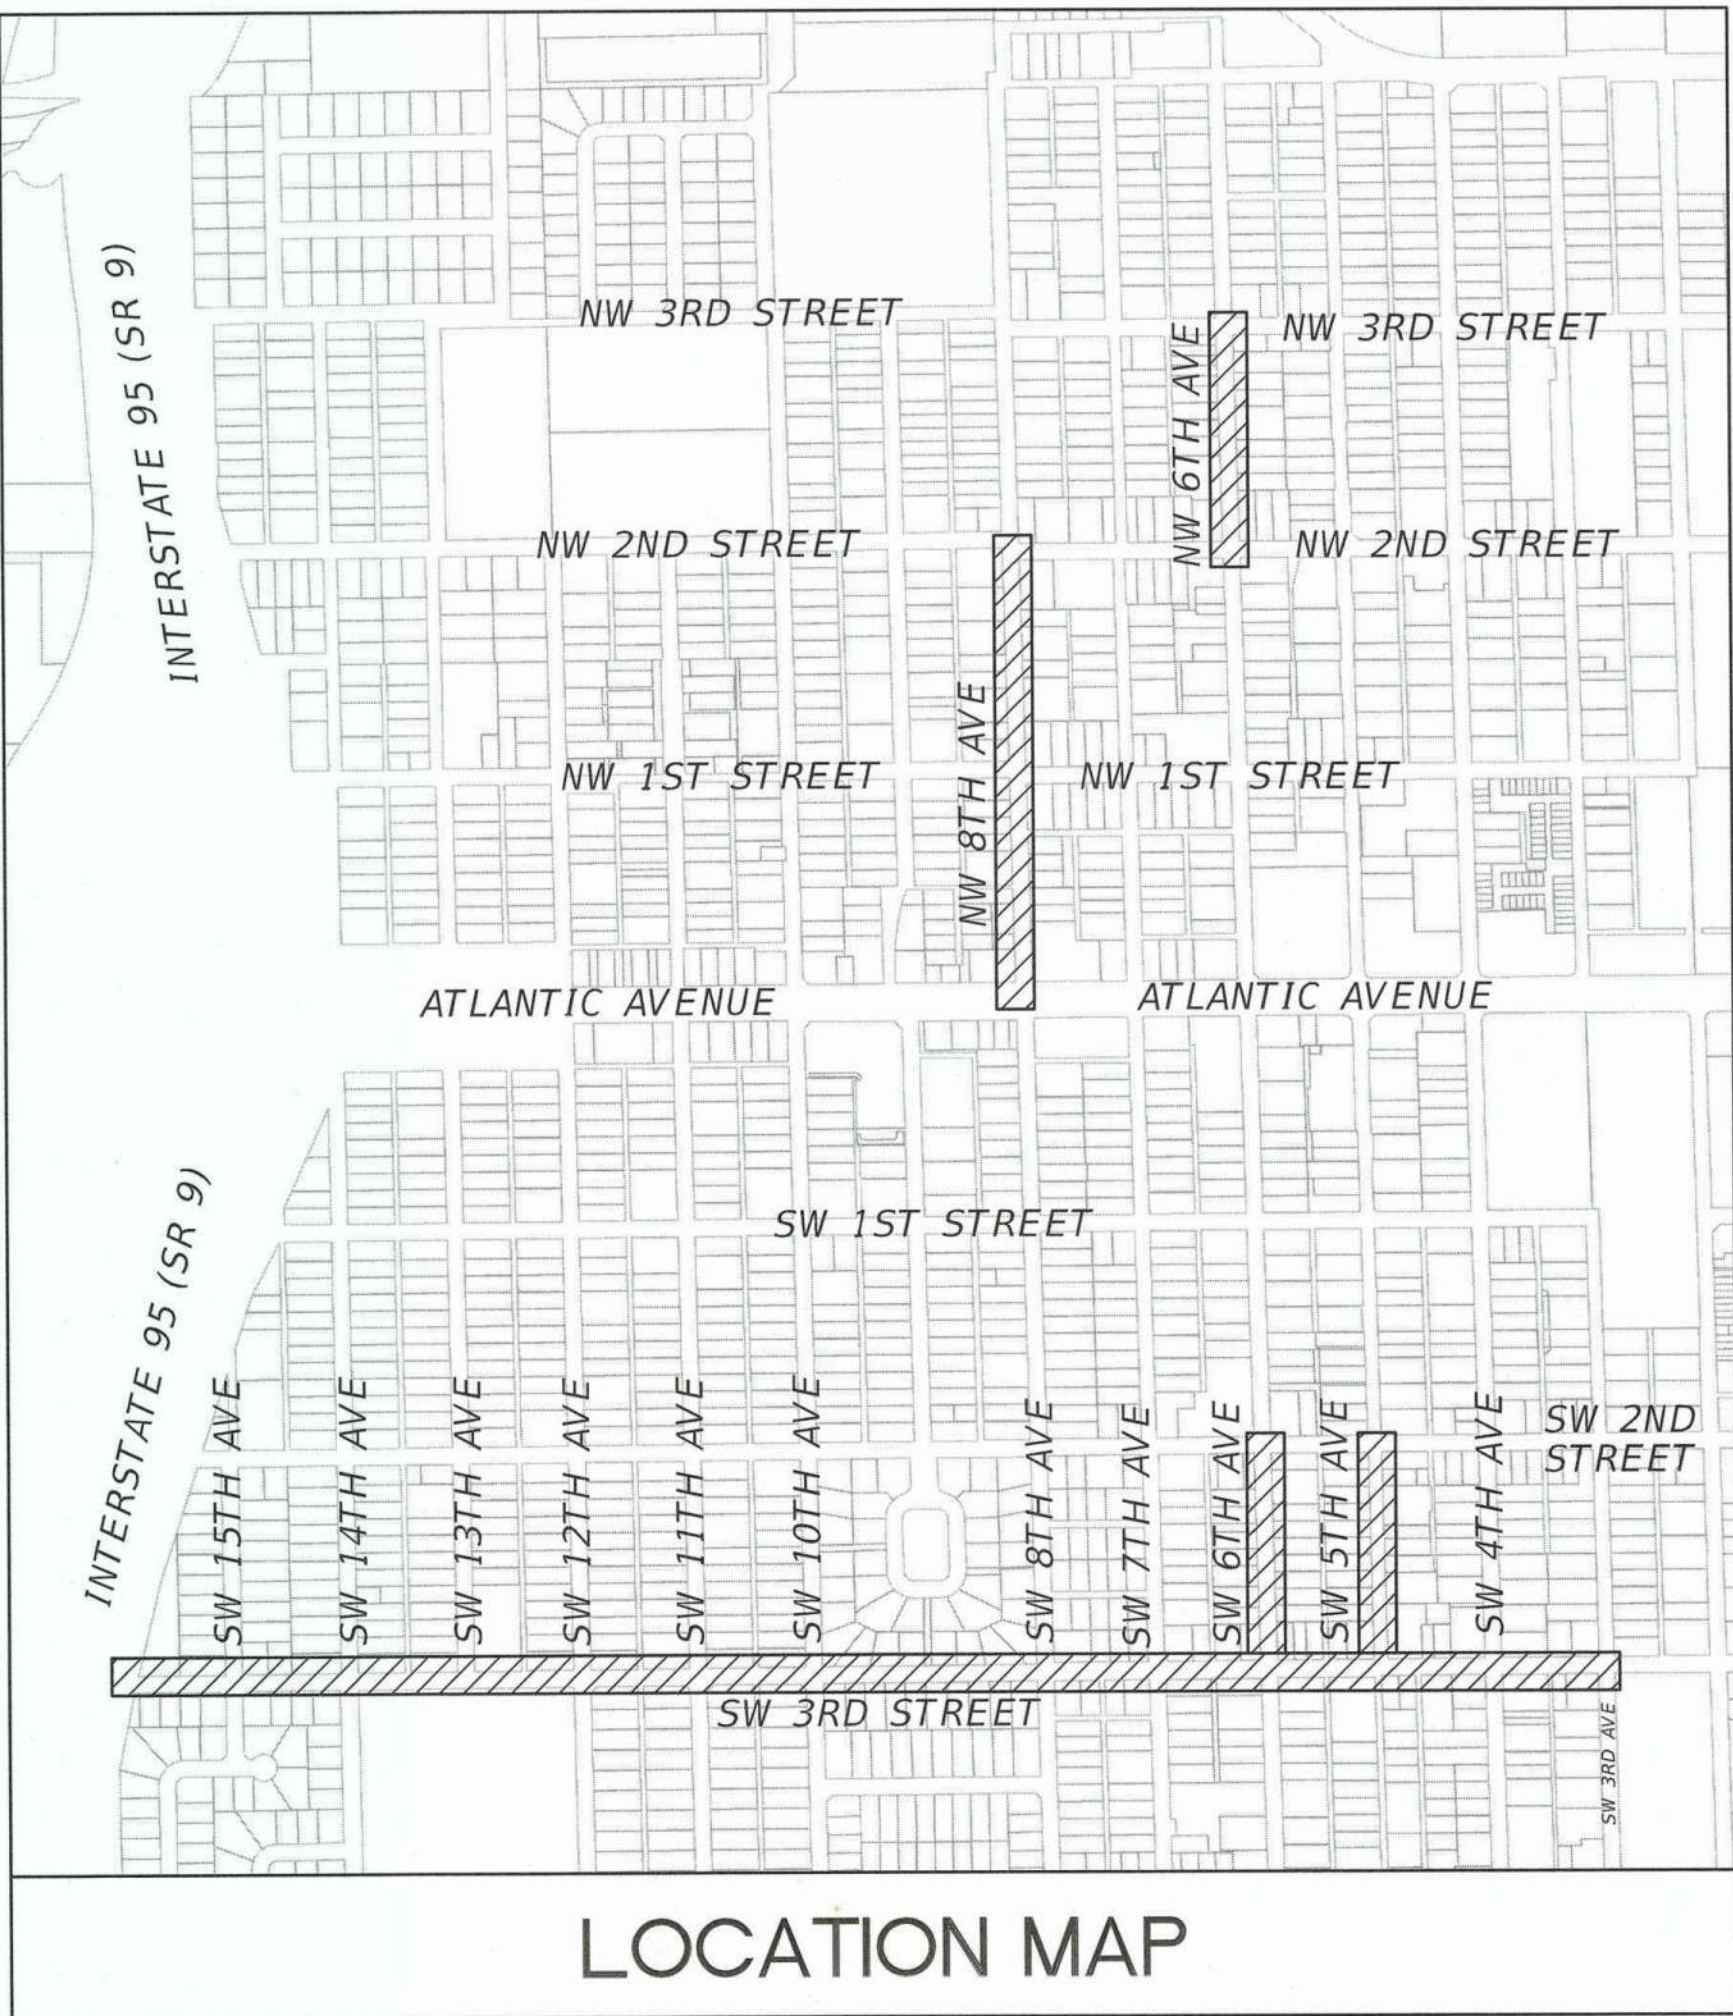 INTERSTATE 95 (SR 9)
NW 3RD STREET
NW 6TH AVE
NW 3RD STREET
NW 2ND STREET
NW 2ND STREET
NW 8TH AVE
NW 1ST STREET
NW 1ST STREET
ATLANTIC AVENUE
ATLANTIC AVENUE
INTERSTATE 95 (SR 9)
SW 1ST STREET
SW 15TH AVE
SW 14TH AVE
SW 13TH AVE
SW 12TH AVE
SW 11TH AVE
SW 10TH AVE
SW 8TH AVE
SW 7TH AVE
SW 6TH AVE
SW 5TH AVE
SW 4TH AVE
SW 2ND
STREET
SW 3RD STREET
SW 3RD AVE
LOCATION MAP